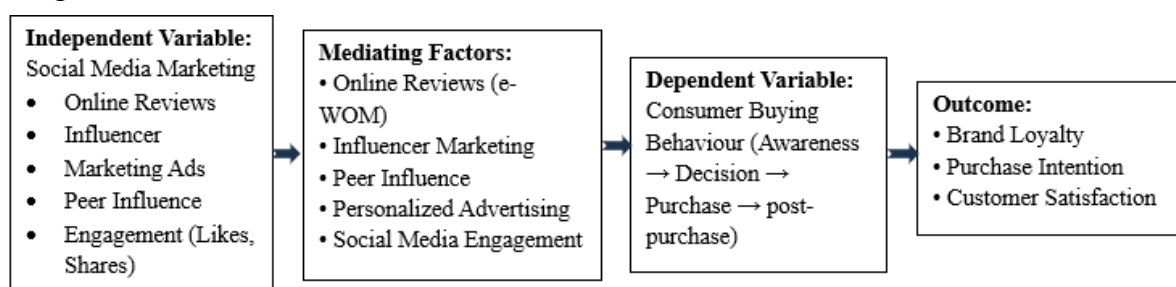 Independent Variable:
Social Media Marketing
• Online Reviews
• Influencer
• Marketing Ads
• Peer Influence
• Engagement (Likes,
Shares)
Mediating Factors:
• Online Reviews (e-
WOM)
• Influencer Marketing
• Peer Influence
• Personalized Advertising
• Social Media Engagement
Dependent Variable:
Consumer Buying
Behaviour (Awareness
→ Decision →
Purchase → post-
purchase)
Outcome:
• Brand Loyalty
• Purchase Intention
• Customer Satisfaction